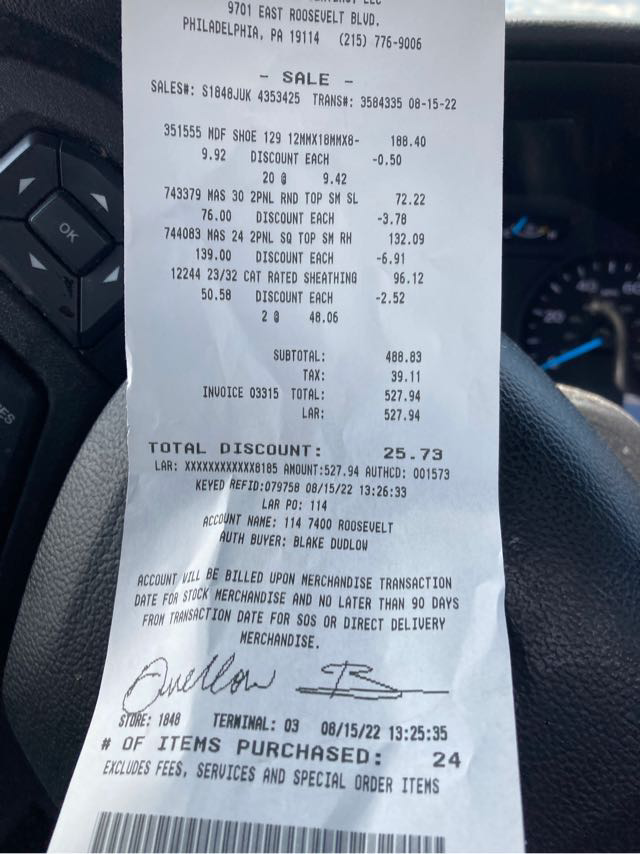 LLC
9701 EAST ROOSEVELT BLVD.
PHILADELPHIA, PA 19114 (215) 776-9006
- SALE -
SALES#: S1848JUK 4353425 TRANS#: 3584335 08-15-22
351555 MDF SHOE 129 12MMX18MMX8- 188.40
9.92 DISCOUNT EACH -0.50
20 @ 9.42
743379 MAS 30 2PNL RND TOP SM SL 72.22
76.00 DISCOUNT EACH -3.78
744083 MAS 24 2PNL SQ TOP SM RH 132.09
139.00 DISCOUNT EACH -6.91
12244 23/32 CAT RATED SHEATHING 96.12
50.58 DISCOUNT EACH -2.52
2 @ 48.06
SUBTOTAL: 488.83
TAX: 39.11
INVOICE 03315 TOTAL: 527.94
LAR: 527.94
TOTAL DISCOUNT: 25.73
LAR: XXXXXXXXXXXX8185 AMOUNT:527.94 AUTHCD: 001573
KEYED REFID:079758 08/15/22 13:26:33
LAR PO: 114
ACCOUNT NAME: 114 7400 ROOSEVELT
AUTH BUYER: BLAKE DUDLOW
ACCOUNT WILL BE BILLED UPON MERCHANDISE TRANSACTION
DATE FOR STOCK MERCHANDISE AND NO LATER THAN 90 DAYS
FROM TRANSACTION DATE FOR SOS OR DIRECT DELIVERY
MERCHANDISE.
STORE: 1848 TERMINAL: 03 08/15/22 13:25:35
# OF ITEMS PURCHASED: 24
EXCLUDES FEES, SERVICES AND SPECIAL ORDER ITEMS
OK
20
40